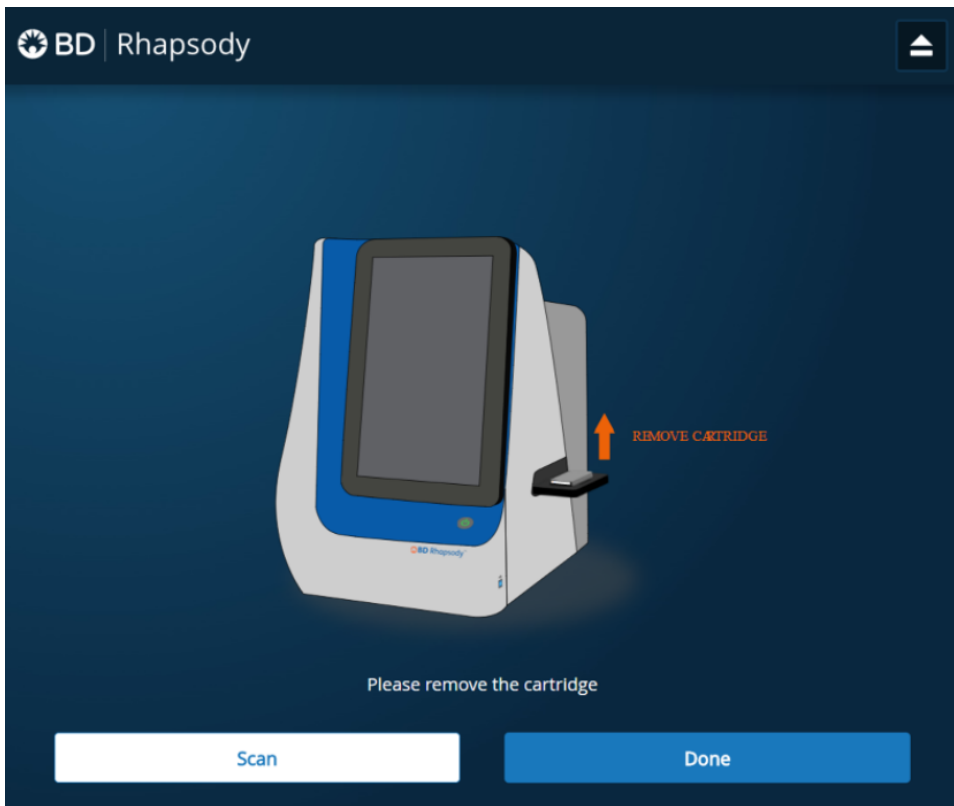 BD | Rhapsody
REMOVE CARTRIDGE
BD Rhapsody
Please remove the cartridge
Scan
Done